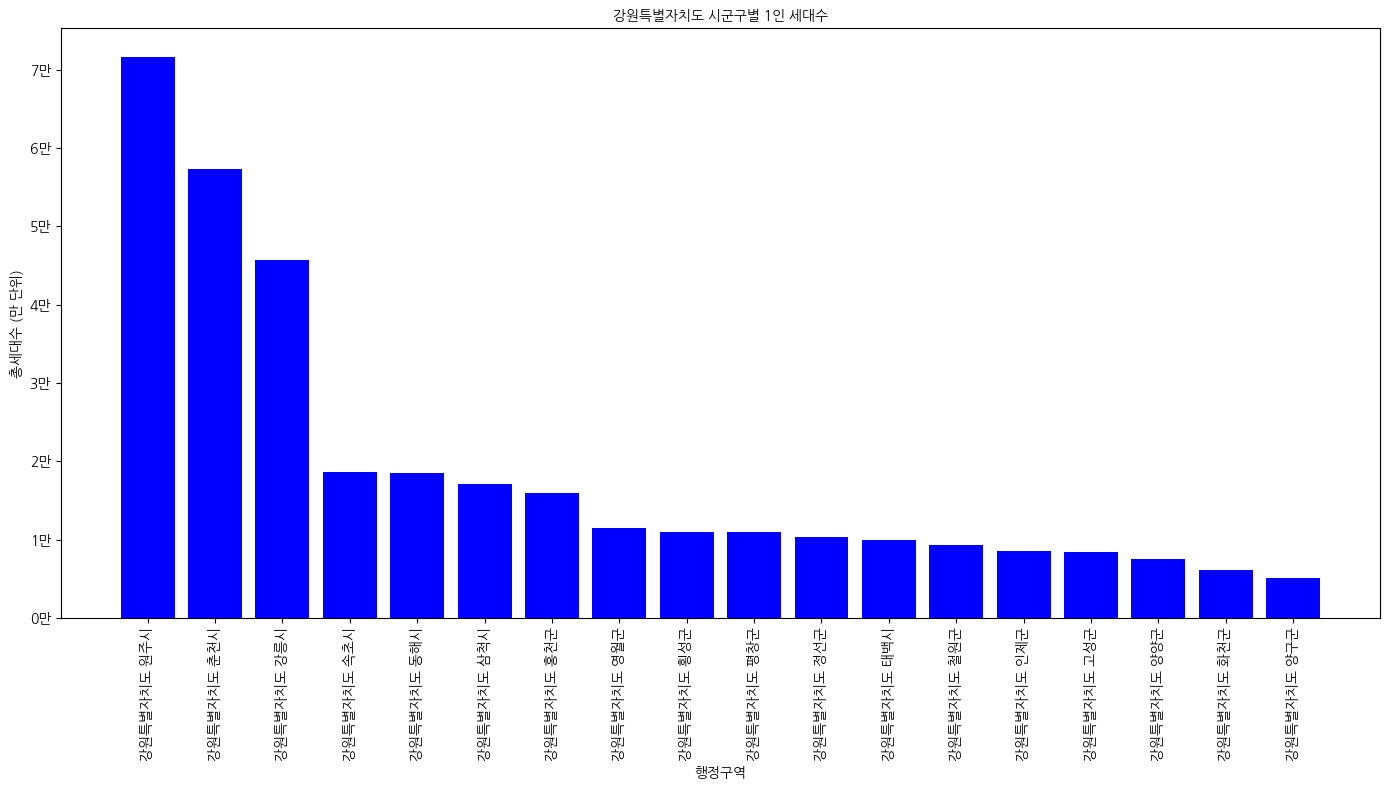 강원특별자치도 시군구별 1인 세대수
총세대수 (만 단위)
7만
6만
5만
4만
3만
2만
1만
0만
강원특별자치도 원주시
강원특별자치도 춘천시
강원특별자치도 강릉시
강원특별자치도 속초시
강원특별자치도 동해시
강원특별자치도 삼척시
강원특별자치도 홍천군
강원특별자치도 영월군
강원특별자치도 횡성군
강원특별자치도 평창군
강원특별자치도 정선군
강원특별자치도 태백시
강원특별자치도 철원군
강원특별자치도 인제군
강원특별자치도 고성군
강원특별자치도 양양군
강원특별자치도 화천군
강원특별자치도 양구군
행정구역